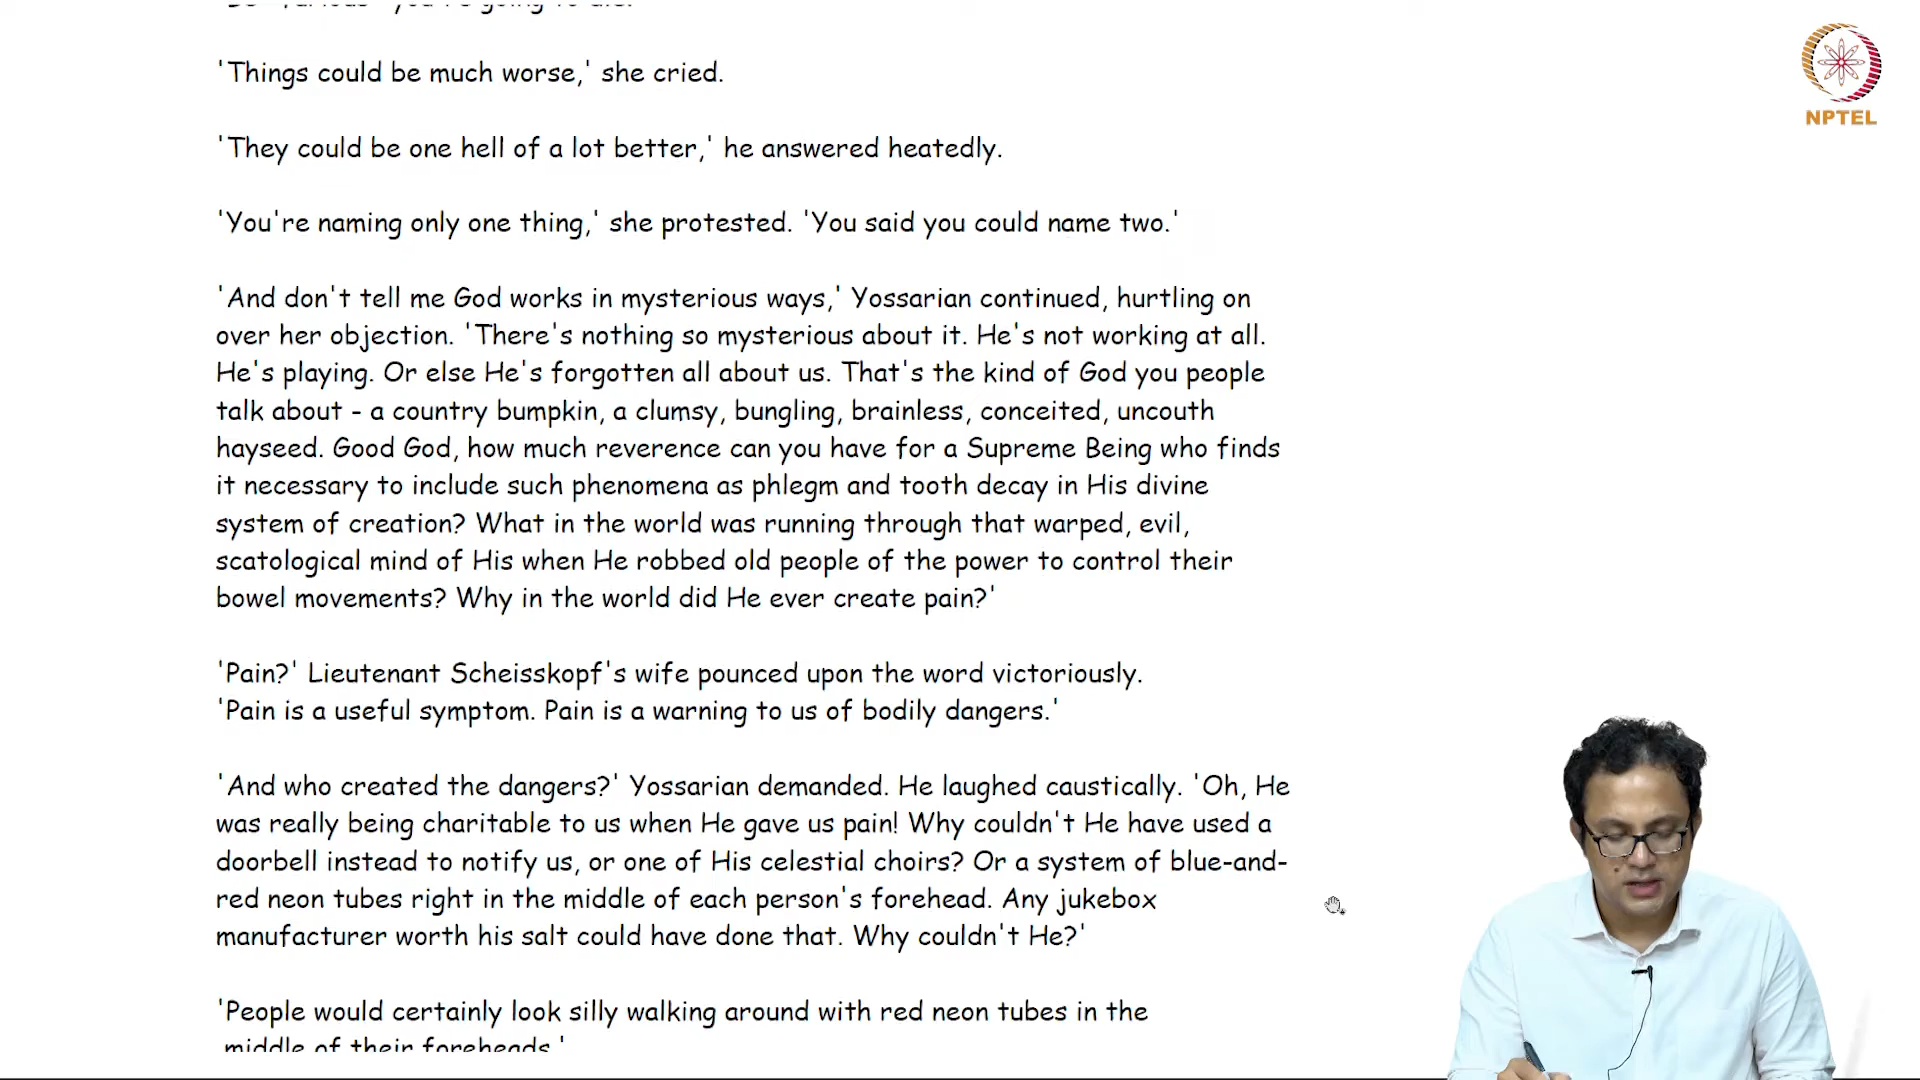 'Things could be much worse,' she cried.
'They could be one hell of a lot better,' he answered heatedly.
'You're naming only one thing,' she protested. 'You said you could name two.'
'And don't tell me God works in mysterious ways,' Yossarian continued, hurtling on
over her objection. 'There's nothing so mysterious about it. He's not working at all.
He's playing. Or else He's forgotten all about us. That's the kind of God you people
talk about - a country bumpkin, a clumsy, bungling, brainless, conceited, uncouth
hayseed. Good God, how much reverence can you have for a Supreme Being who finds
it necessary to include such phenomena as phlegm and tooth decay in His divine
system of creation? What in the world was running through that warped, evil,
scatological mind of His when He robbed old people of the power to control their
bowel movements? Why in the world did He ever create pain?'
'Pain?' Lieutenant Scheisskopf's wife pounced upon the word victoriously.
'Pain is a useful symptom. Pain is a warning to us of bodily dangers.'
'And who created the dangers?' Yossarian demanded. He laughed caustically. 'Oh, He
was really being charitable to us when He gave us pain! Why couldn't He have used a
doorbell instead to notify us, or one of His celestial choirs? Or a system of blue-and-
red neon tubes right in the middle of each person's forehead. Any jukebox
manufacturer worth his salt could have done that. Why couldn't He?'
'People would certainly look silly walking around with red neon tubes in the
middle of their foreheads.'
NPTEL